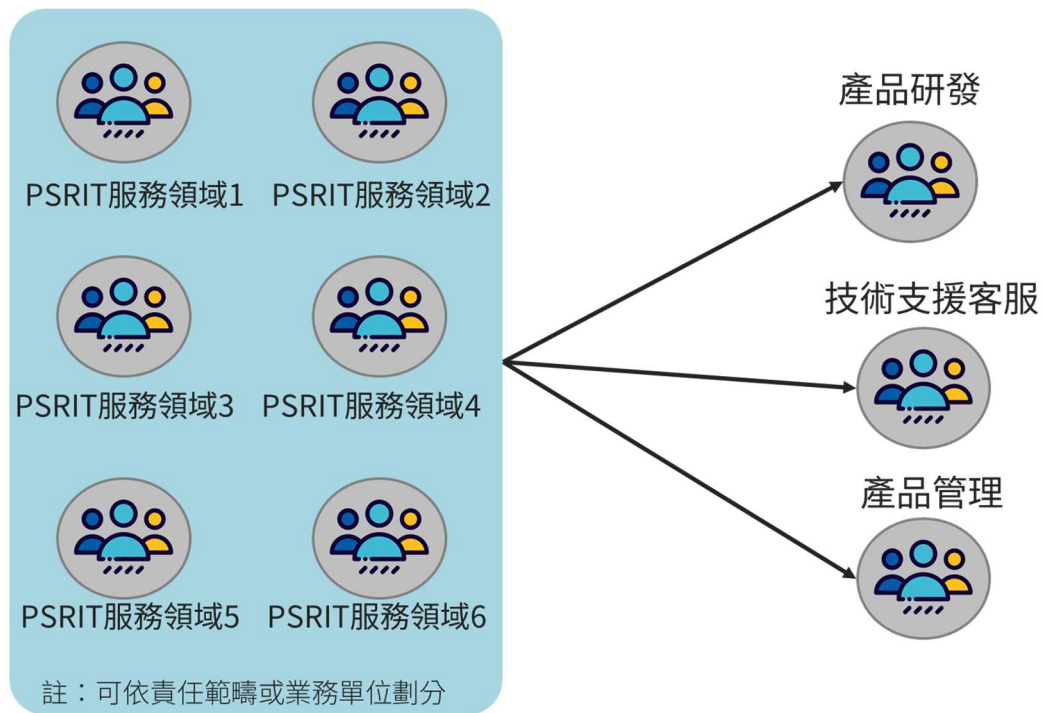 PSRIT服務領域1
PSRIT服務領域2
PSRIT服務領域3
PSRIT服務領域4
PSRIT服務領域5
PSRIT服務領域6
註：可依責任範疇或業務單位劃分
產品研發
技術支援客服
產品管理